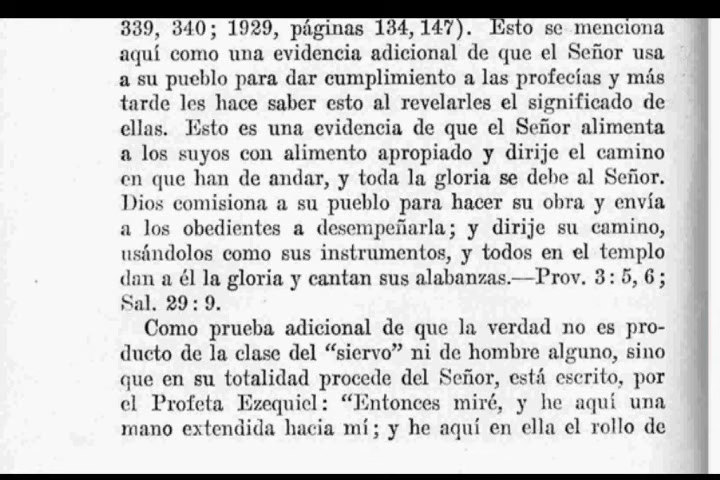 339, 340; 1929, páginas 134, 147). Esto se menciona
aquí como una evidencia adicional de que el Señor usa
a su pueblo para dar cumplimiento a las profecías y más
tarde les hace saber esto al revelarles el significado de
ellas. Esto es una evidencia de que el Señor alimenta
a los suyos con alimento apropiado y dirije el camino
en que han de andar, y toda la gloria se debe al Señor.
Dios comisiona a su pueblo para hacer su obra y envía
a los obedientes a desempeñarla; y dirije su camino,
usándolos como sus instrumentos, y todos en el templo
dan a él la gloria y cantan sus alabanzas.—Prov. 3:5, 6;
Sal. 29:9.
Como prueba adicional de que la verdad no es pro-
ducto de la clase del "siervo" ni de hombre alguno, sino
que en su totalidad procede del Señor, está escrito, por
el Profeta Ezequiel: "Entonces miré, y he aquí una
mano extendida hacia mí; y he aquí en ella el rollo de